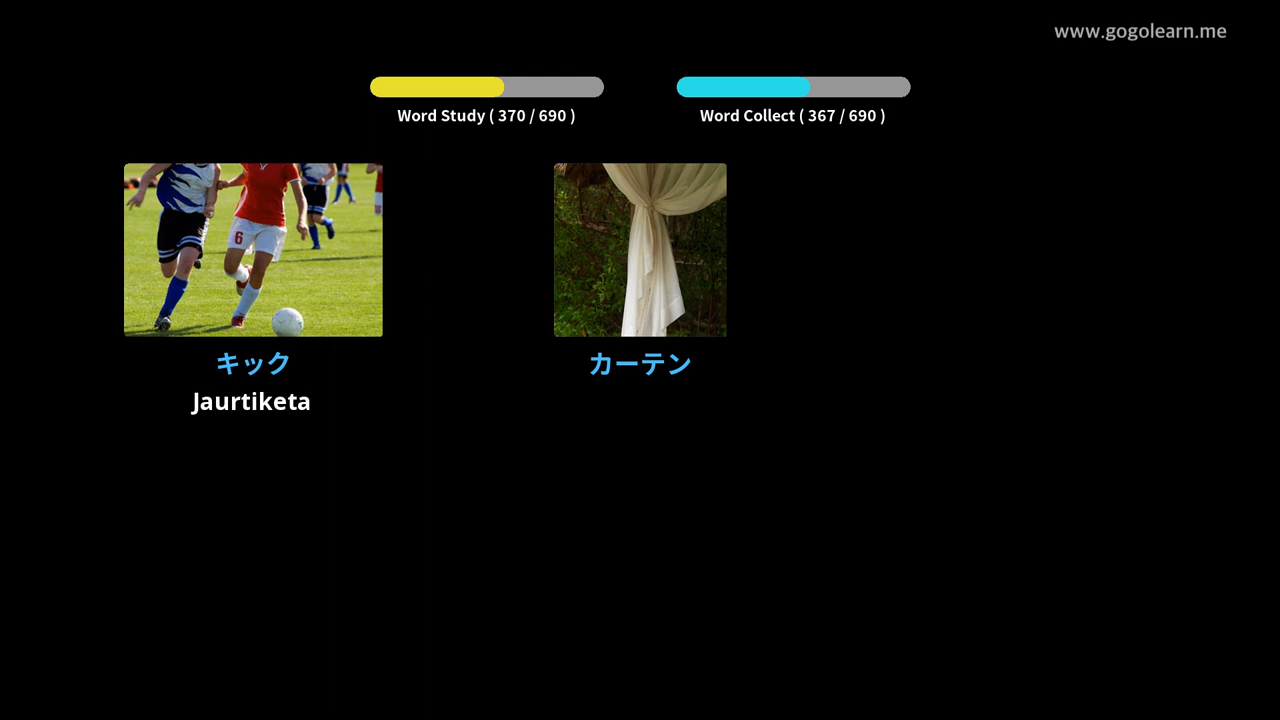 www.gogolearn.me
Word Study ( 370 / 690 )
Word Collect ( 367 / 690 )
6
キック
Jaurtiketa
カーテン